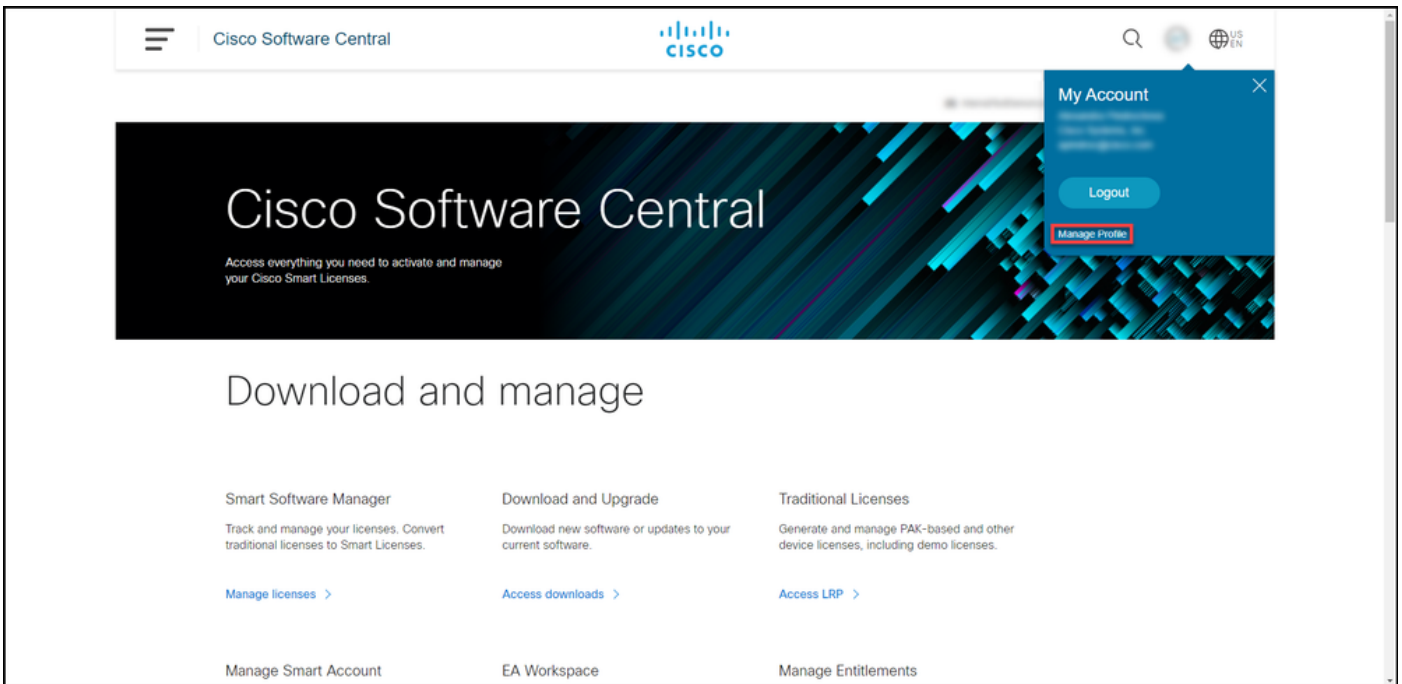 Cisco Software Central
CISCO
US
EN
My Account
Logout
Manage Profile
Cisco Software Central
Access everything you need to activate and manage
your Cisco Smart Licenses.
Download and manage
Smart Software Manager
Track and manage your licenses. Convert
traditional licenses to Smart Licenses.
Manage licenses >
Download and Upgrade
Download new software or updates to your
current software.
Access downloads >
Traditional Licenses
Generate and manage PAK-based and other
device licenses, including demo licenses.
Access LRP >
Manage Smart Account
EA Workspace
Manage Entitlements